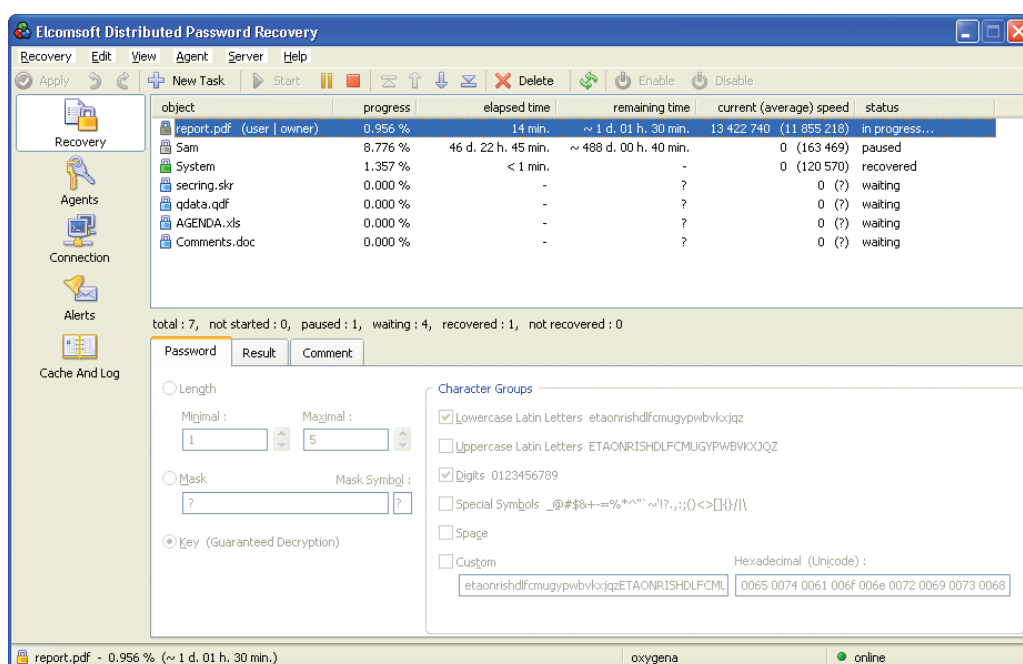 Elcomsoft Distributed Password Recovery
Recovery Edit View Agent Server Help
Apply New Task Start Delete Enable Disable
Recovery
Agents
Connection
Alerts
Cache And Log
object progress elapsed time remaining time current (average) speed status
report.pdf (user | owner) 0.956 % 14 min. ~ 1 d. 01 h. 30 min. 13 422 740 (11 855 218) in progress...
Sam 8.776 % 46 d. 22 h. 45 min. ~ 488 d. 00 h. 40 min. 0 (163 469) paused
System 1.357 % < 1 min. - 0 (120 570) recovered
secring.skr 0.000 % - ? 0 (?) waiting
qdata.qdf 0.000 % - ? 0 (?) waiting
AGENDA.xls 0.000 % - ? 0 (?) waiting
Comments.doc 0.000 % - ? 0 (?) waiting
total : 7, not started : 0, paused : 1, waiting : 4, recovered : 1, not recovered : 0
Password Result Comment
Length
Minimal : Maximal :
1 5
Mask Mask Symbol :
? ?
Key (Guaranteed Decryption)
Character Groups
Lowercase Latin Letters etaonrishdlfcmugypwbvkxjqz
Uppercase Latin Letters ETAONRISHDLFCMUGYPWBVKXJQZ
Digits 0123456789
Special Symbols _@#$&+-=%*^"`~'!?.,:;()<>[]{}/|\
Space
Custom Hexadecimal (Unicode) :
etaonrishdlfcmugypwbvkxjqzETAONRISHDLFCMU 0065 0074 0061 006f 006e 0072 0069 0073 0068
report.pdf - 0.956 % (~ 1 d. 01 h. 30 min.) oxygena online